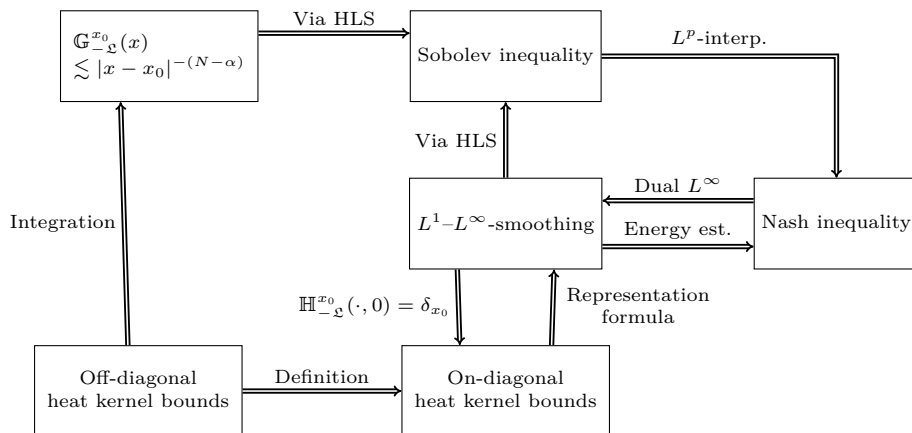 Via HLS
𝔾^{x_0}_{-𝔏}(x)
≲ |x − x_0|^{−(N−α)}
Sobolev inequality
L^p-interp.
Via HLS
Dual L^∞
Integration
L^1–L^∞-smoothing
Nash inequality
Energy est.
ℍ^{x_0}_{-𝔏}(·, 0) = δ_{x_0}
Representation
formula
Off-diagonal
heat kernel bounds
Definition
On-diagonal
heat kernel bounds